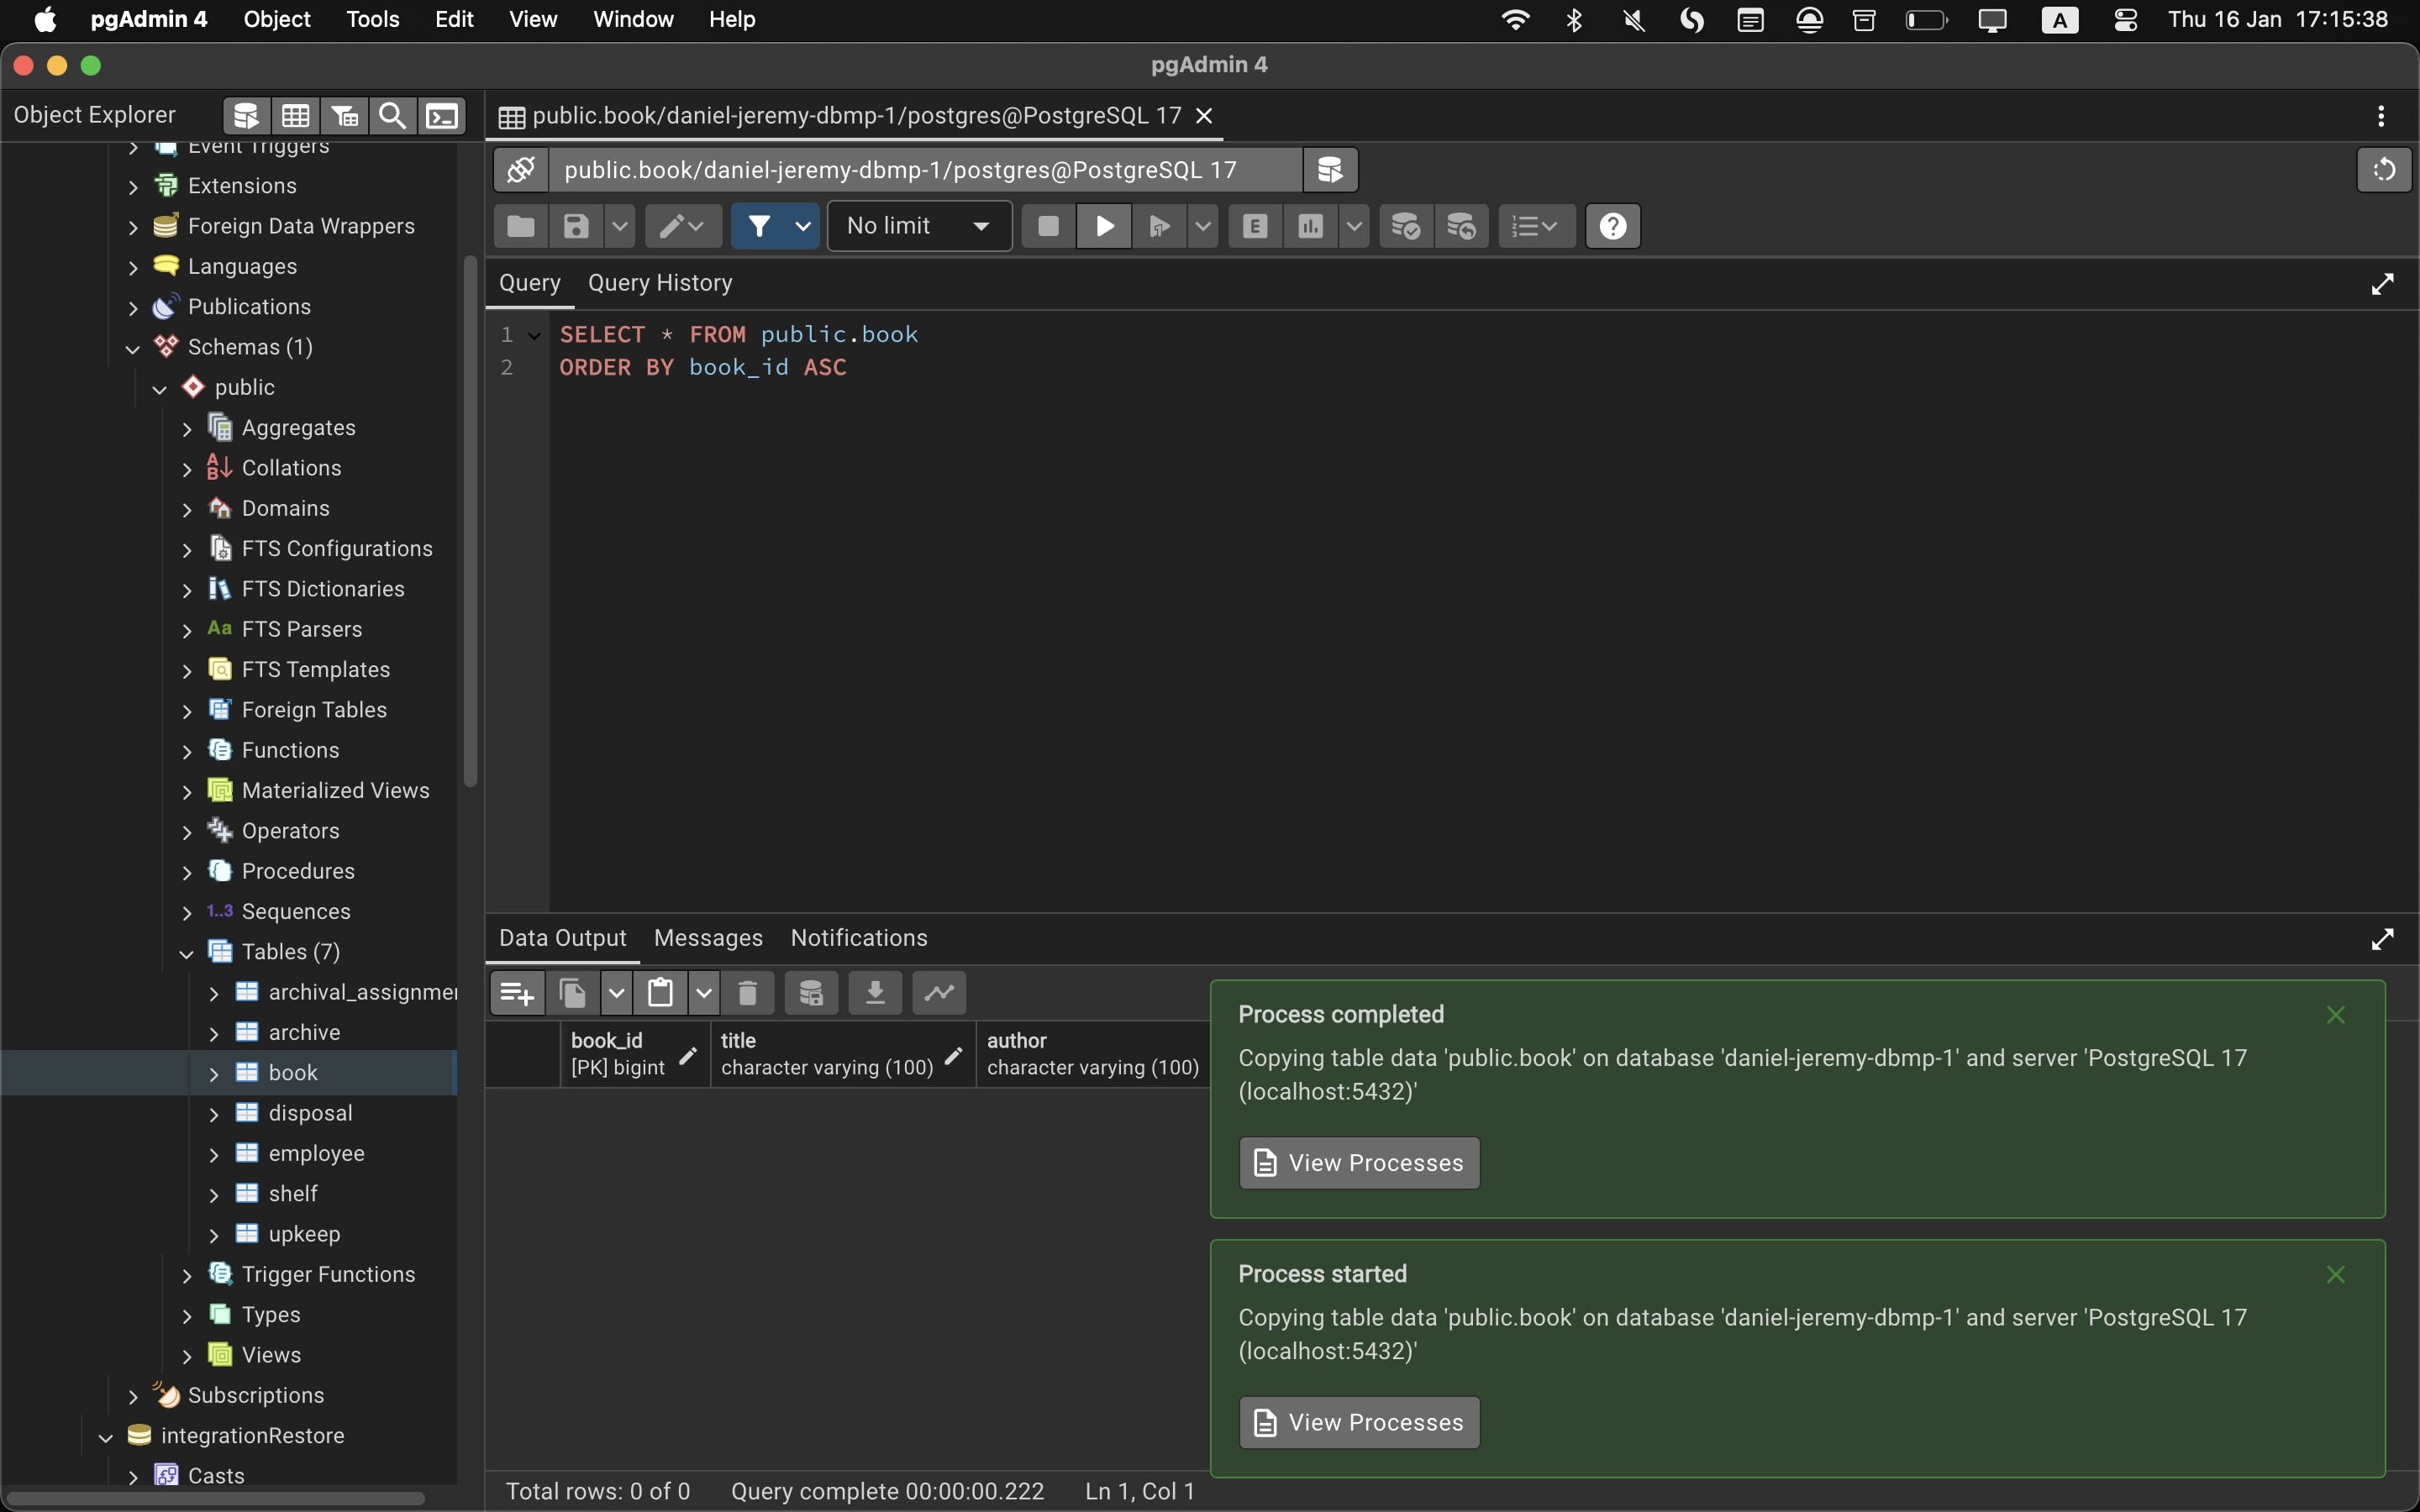 pgAdmin 4 Object Tools Edit View Window Help A Thu 16 Jan 17:15:38
pgAdmin 4
Object Explorer
public.book/daniel-jeremy-dbmp-1/postgres@PostgreSQL 17
public.book/daniel-jeremy-dbmp-1/postgres@PostgreSQL 17
No limit
E
Query Query History
1 SELECT * FROM public.book
2 ORDER BY book_id ASC
Event Triggers
Extensions
Foreign Data Wrappers
Languages
Publications
Schemas (1)
public
Aggregates
Collations
Domains
FTS Configurations
FTS Dictionaries
Aa FTS Parsers
FTS Templates
Foreign Tables
Functions
Materialized Views
Operators
Procedures
1..3 Sequences
Tables (7)
archival_assignmen
archive
book
disposal
employee
shelf
upkeep
Trigger Functions
Types
Views
Subscriptions
integrationRestore
Casts
Data Output Messages Notifications
book_id title author
[PK] bigint character varying (100) character varying (100)
Process completed
Copying table data 'public.book' on database 'daniel-jeremy-dbmp-1' and server 'PostgreSQL 17
(localhost:5432)'
View Processes
Process started
Copying table data 'public.book' on database 'daniel-jeremy-dbmp-1' and server 'PostgreSQL 17
(localhost:5432)'
View Processes
Total rows: 0 of 0 Query complete 00:00:00.222 Ln 1, Col 1